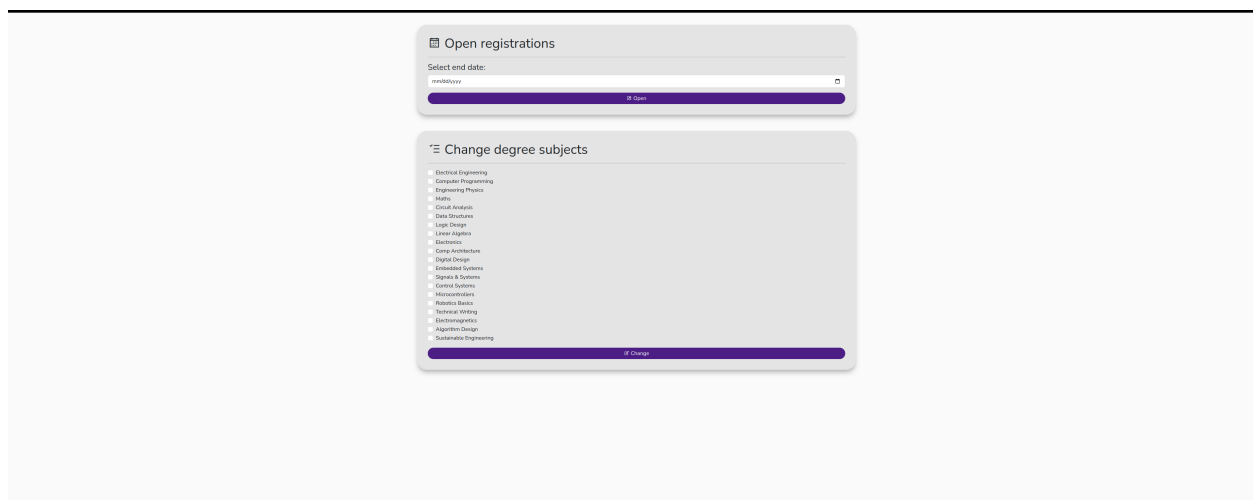 Open registrations
Select end date:
mm/dd/yyyy
Open
Change degree subjects
Electrical Engineering
Computer Programming
Engineering Physics
Maths
Circuit Analysis
Data Structures
Logic Design
Linear Algebra
Electronics
Comp Architecture
Digital Design
Embedded Systems
Signals & Systems
Control Systems
Microcontrollers
Robotics Basics
Technical Writing
Electromagnetics
Algorithm Design
Sustainable Engineering
Change